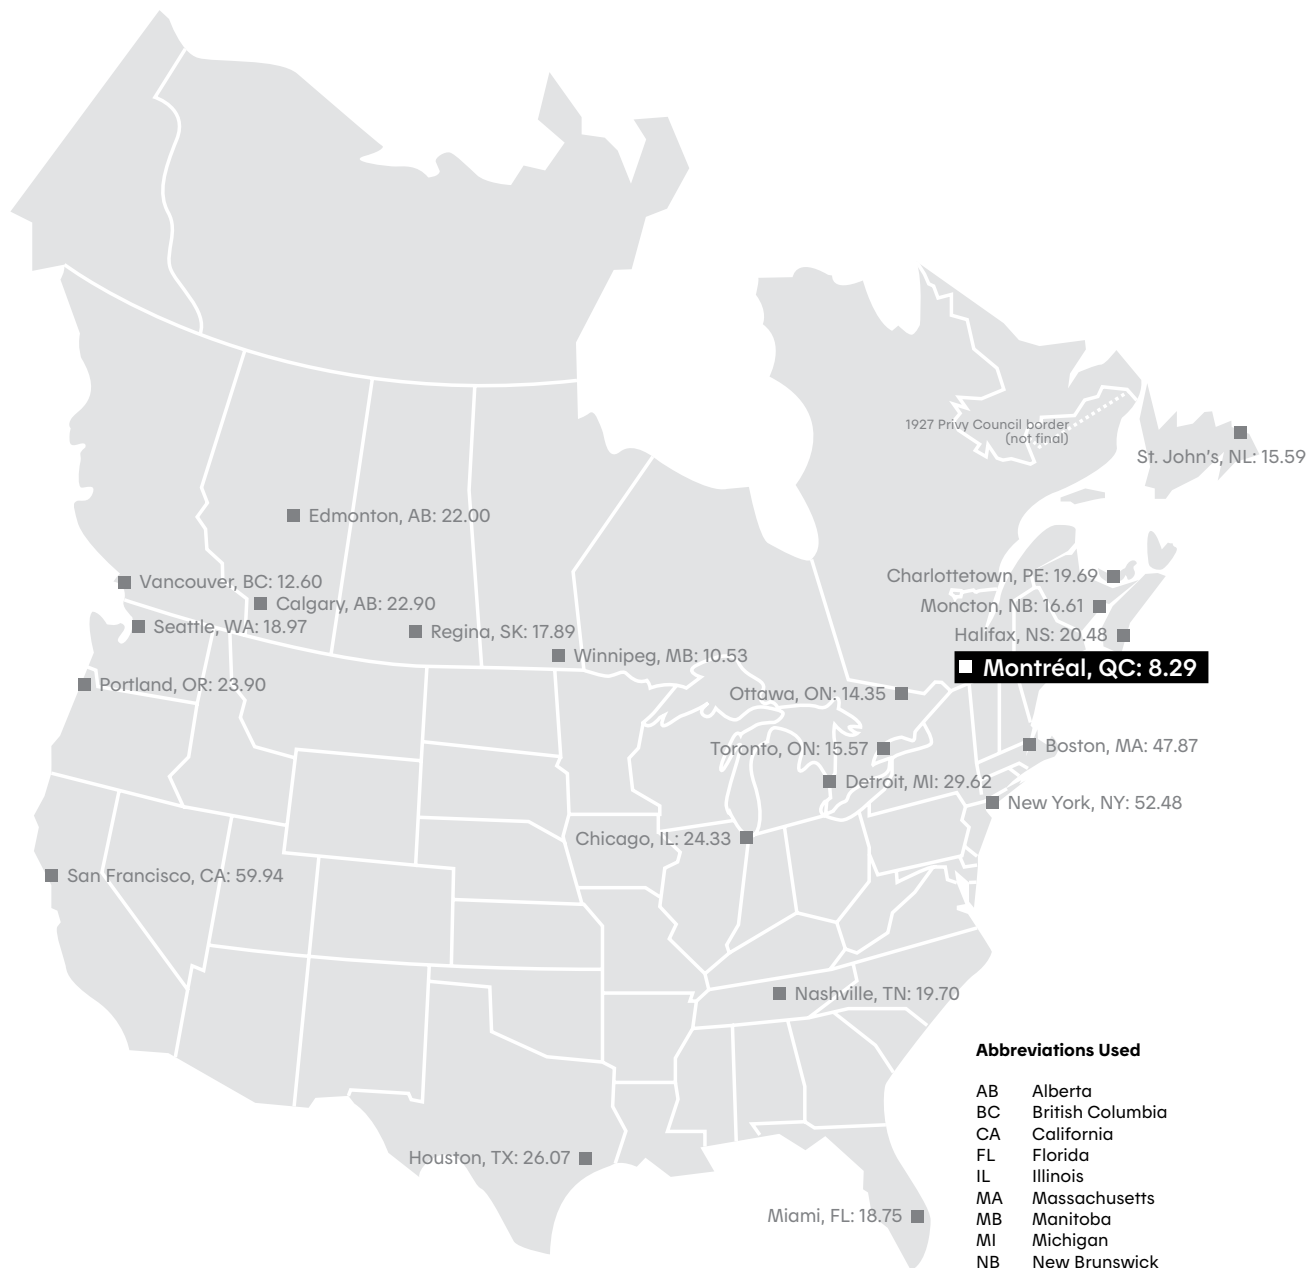 1927 Privy Council border
(not final)
St. John's, NL: 15.59
Edmonton, AB: 22.00
Vancouver, BC: 12.60
Charlottetown, PE: 19.69
Calgary, AB: 22.90
Moncton, NB: 16.61
Seattle, WA: 18.97
Regina, SK: 17.89
Halifax, NS: 20.48
Winnipeg, MB: 10.53
Montréal, QC: 8.29
Portland, OR: 23.90
Ottawa, ON: 14.35
Boston, MA: 47.87
Toronto, ON: 15.57
Detroit, MI: 29.62
New York, NY: 52.48
Chicago, IL: 24.33
San Francisco, CA: 59.94
Nashville, TN: 19.70
Houston, TX: 26.07
Miami, FL: 18.75
Abbreviations Used
AB Alberta
BC British Columbia
CA California
FL Florida
IL Illinois
MA Massachusetts
MB Manitoba
MI Michigan
NB New Brunswick